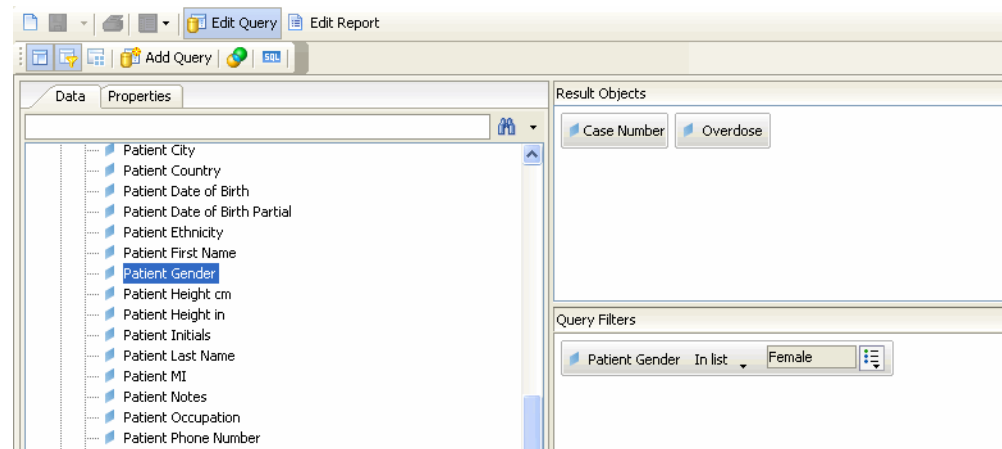 Edit Query Edit Report
Add Query SQL
Data Properties
Patient City
Patient Country
Patient Date of Birth
Patient Date of Birth Partial
Patient Ethnicity
Patient First Name
Patient Gender
Patient Height cm
Patient Height in
Patient Initials
Patient Last Name
Patient MI
Patient Notes
Patient Occupation
Patient Phone Number
Result Objects
Case Number Overdose
Query Filters
Patient Gender In list Female